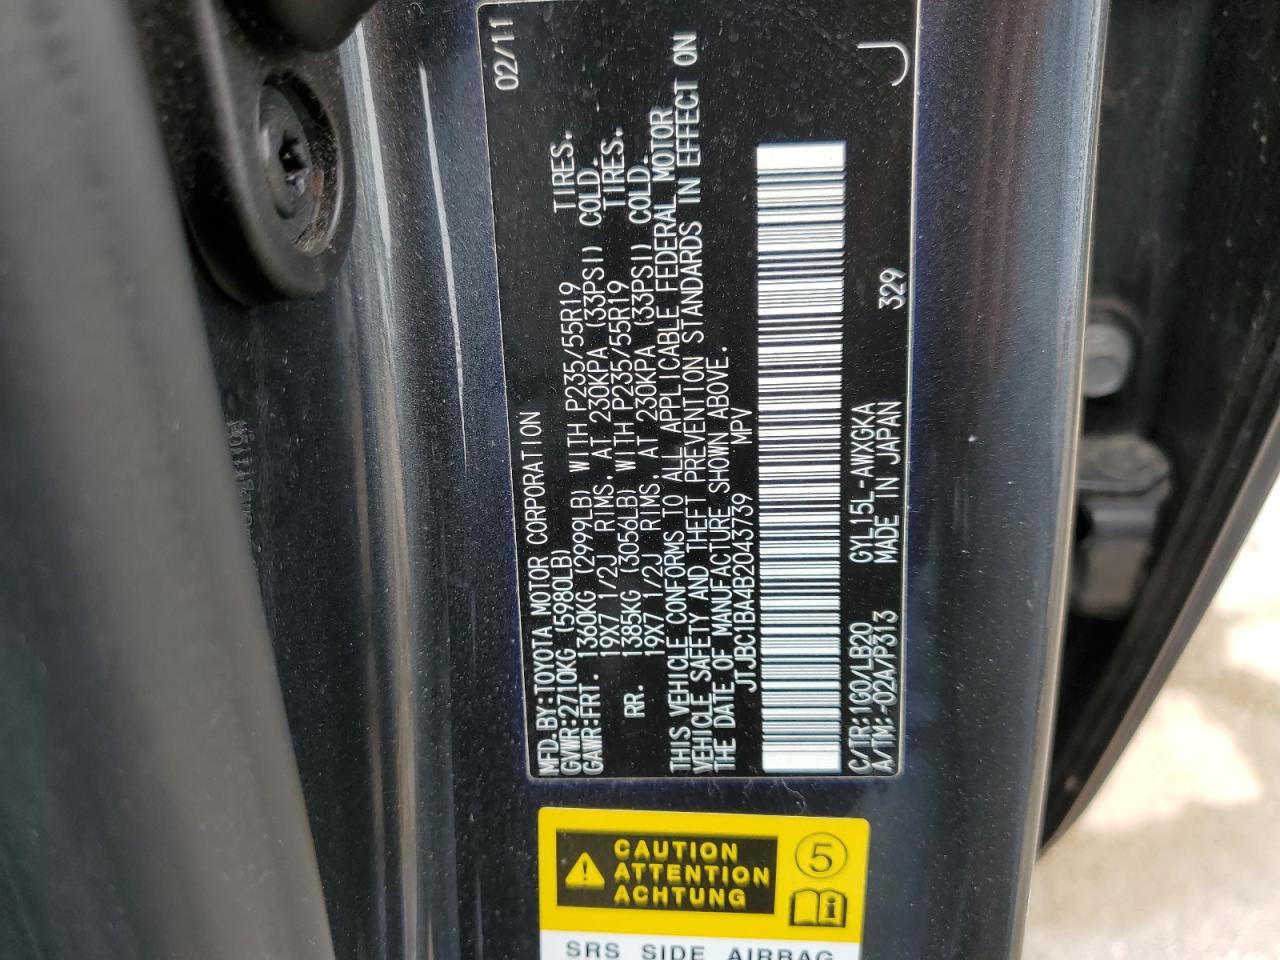 MFD.BY:TOYOTA MOTOR CORPORATION 02/11
GVWR:2710KG (5980LB)
GAWR:FRT. 1360KG (2999LB) WITH P235/55R19 TIRES.
19X7 1/2J RIMS, AT 230KPA (33PSI) COLD.
RR. 1385KG (3056LB) WITH P235/55R19 TIRES.
19X7 1/2J RIMS, AT 230KPA (33PSI) COLD.
THIS VEHICLE CONFORMS TO ALL APPLICABLE FEDERAL MOTOR
VEHICLE SAFETY AND THEFT PREVENTION STANDARDS IN EFFECT ON
THE DATE OF MANUFACTURE SHOWN ABOVE.
JTJBC1BA4B2043739 MPV
C/TR:1G0/LB20 GYL15L-AWXGKA 329
A/TM:-02A/P313 MADE IN JAPAN
J
CAUTION
ATTENTION
ACHTUNG
5
SRS SIDE AIRBAG